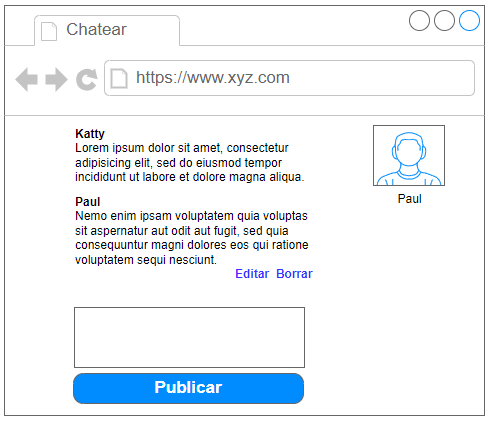 Chatear
https://www.xyz.com
Katty
Lorem ipsum dolor sit amet, consectetur
adipisicing elit, sed do eiusmod tempor
incididunt ut labore et dolore magna aliqua.
Paul
Nemo enim ipsam voluptatem quia voluptas
sit aspernatur aut odit aut fugit, sed quia
consequuntur magni dolores eos qui ratione
voluptatem sequi nesciunt.
Editar Borrar
Paul
Publicar